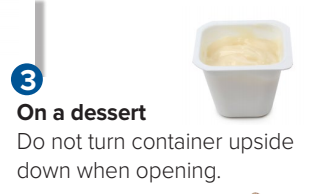 3
On a dessert
Do not turn container upside
down when opening.